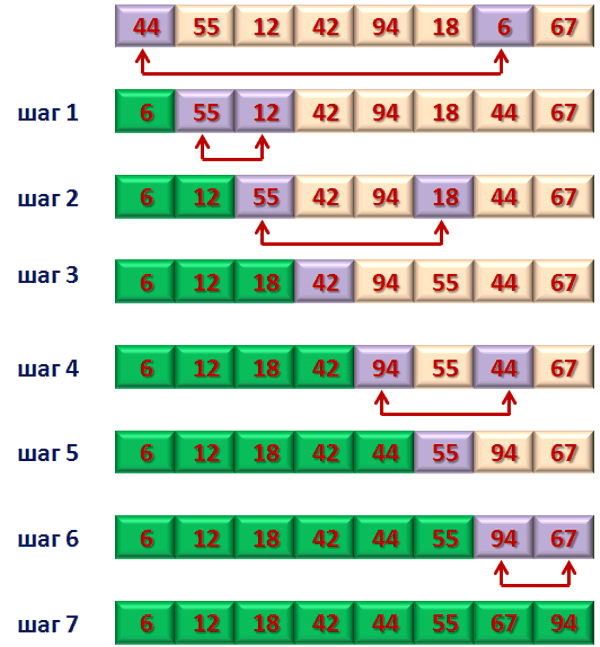 44 55 12 42 94 18 6 67
шаг 1 6 55 12 42 94 18 44 67
шаг 2 6 12 55 42 94 18 44 67
шаг 3 6 12 18 42 94 55 44 67
шаг 4 6 12 18 42 94 55 44 67
шаг 5 6 12 18 42 44 55 94 67
шаг 6 6 12 18 42 44 55 94 67
шаг 7 6 12 18 42 44 55 67 94